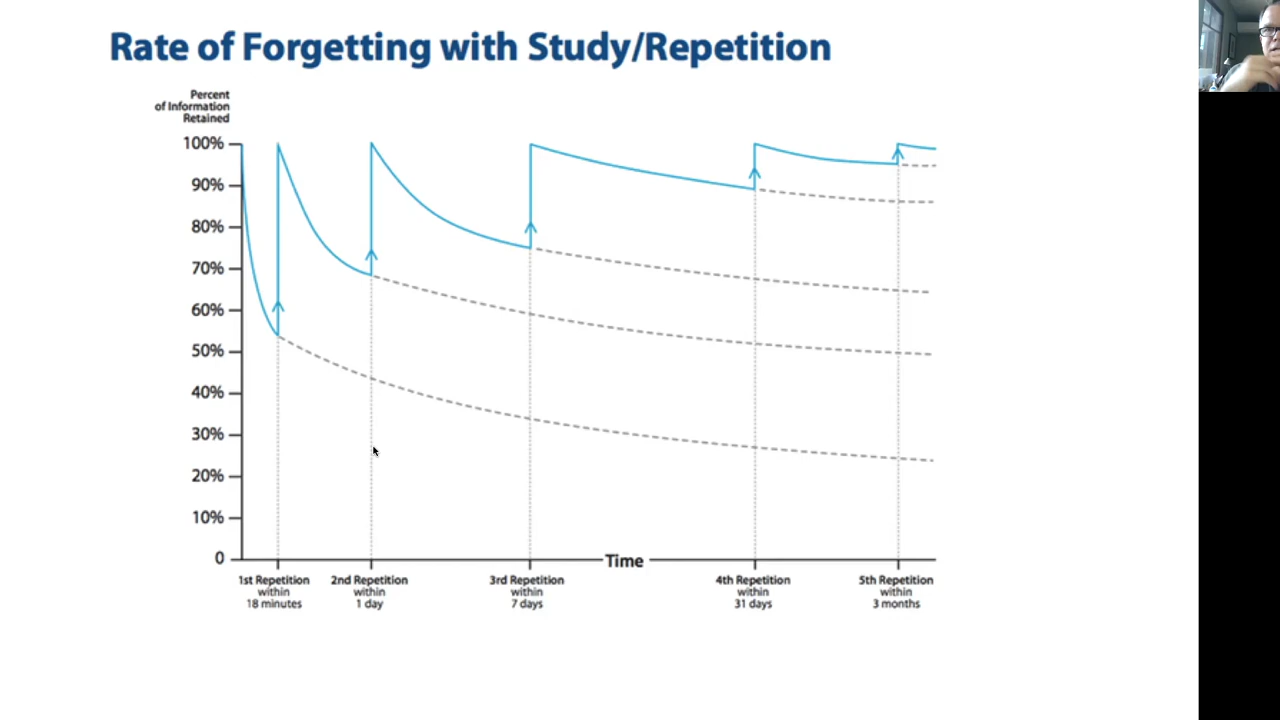 Rate of Forgetting with Study/Repetition
Percent
of Information
Retained
100%
90%
80%
70%
60%
50%
40%
30%
20%
10%
0
Time
1st Repetition
within
18 minutes
2nd Repetition
within
1 day
3rd Repetition
within
7 days
4th Repetition
within
31 days
5th Repetition
within
3 months